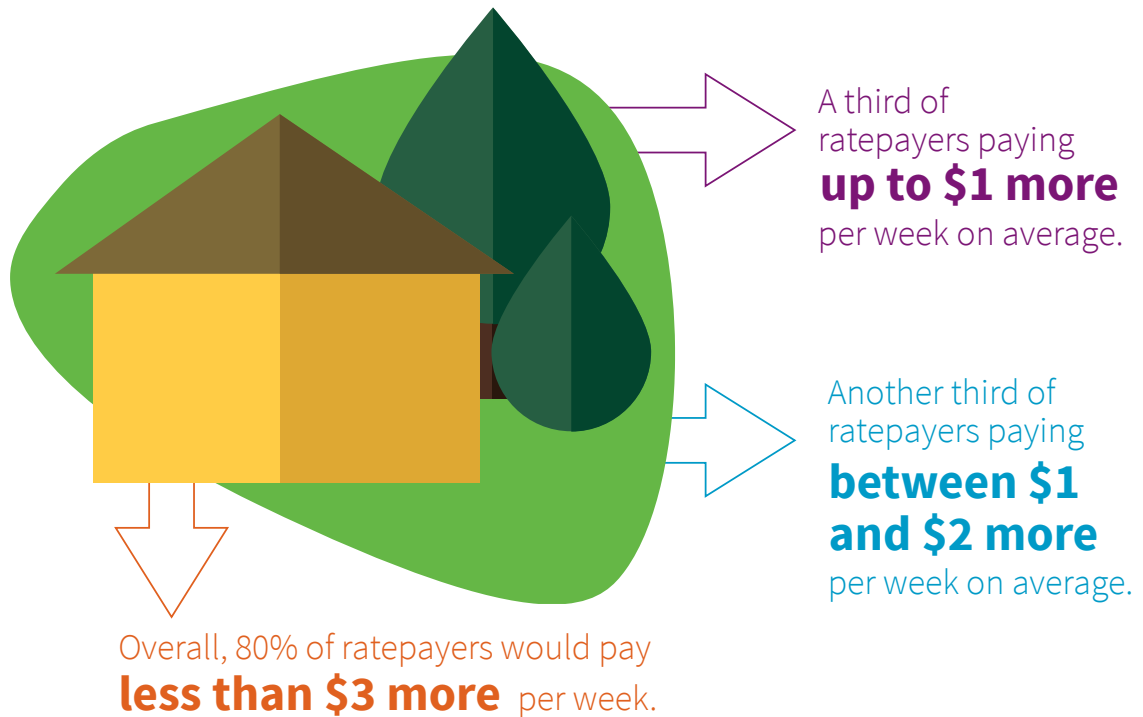 A third of
ratepayers paying
up to $1 more
per week on average.
Another third of
ratepayers paying
between $1
and $2 more
per week on average.
Overall, 80% of ratepayers would pay
less than $3 more per week.